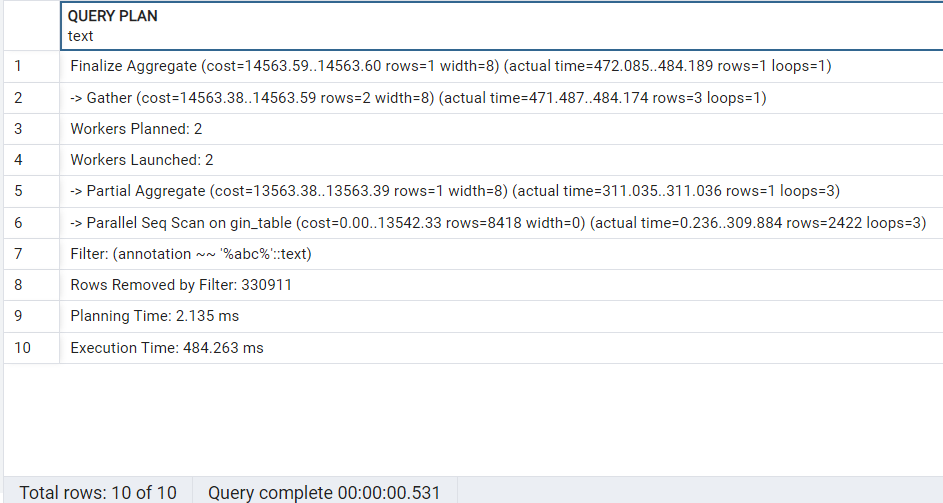 QUERY PLAN
text
1 Finalize Aggregate (cost=14563.59..14563.60 rows=1 width=8) (actual time=472.085..484.189 rows=1 loops=1)
2 -> Gather (cost=14563.38..14563.59 rows=2 width=8) (actual time=471.487..484.174 rows=3 loops=1)
3 Workers Planned: 2
4 Workers Launched: 2
5 -> Partial Aggregate (cost=13563.38..13563.39 rows=1 width=8) (actual time=311.035..311.036 rows=1 loops=3)
6 -> Parallel Seq Scan on gin_table (cost=0.00..13542.33 rows=8418 width=0) (actual time=0.236..309.884 rows=2422 loops=3)
7 Filter: (annotation ~~ '%abc%'::text)
8 Rows Removed by Filter: 330911
9 Planning Time: 2.135 ms
10 Execution Time: 484.263 ms
Total rows: 10 of 10 Query complete 00:00:00.531